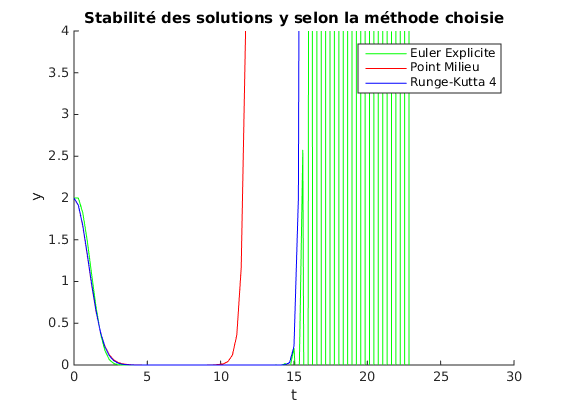 Stabilité des solutions y selon la méthode choisie
Euler Explicite
Point Milieu
Runge-Kutta 4
y
4
3.5
3
2.5
2
1.5
1
0.5
0
0 5 10 15 20 25 30
t